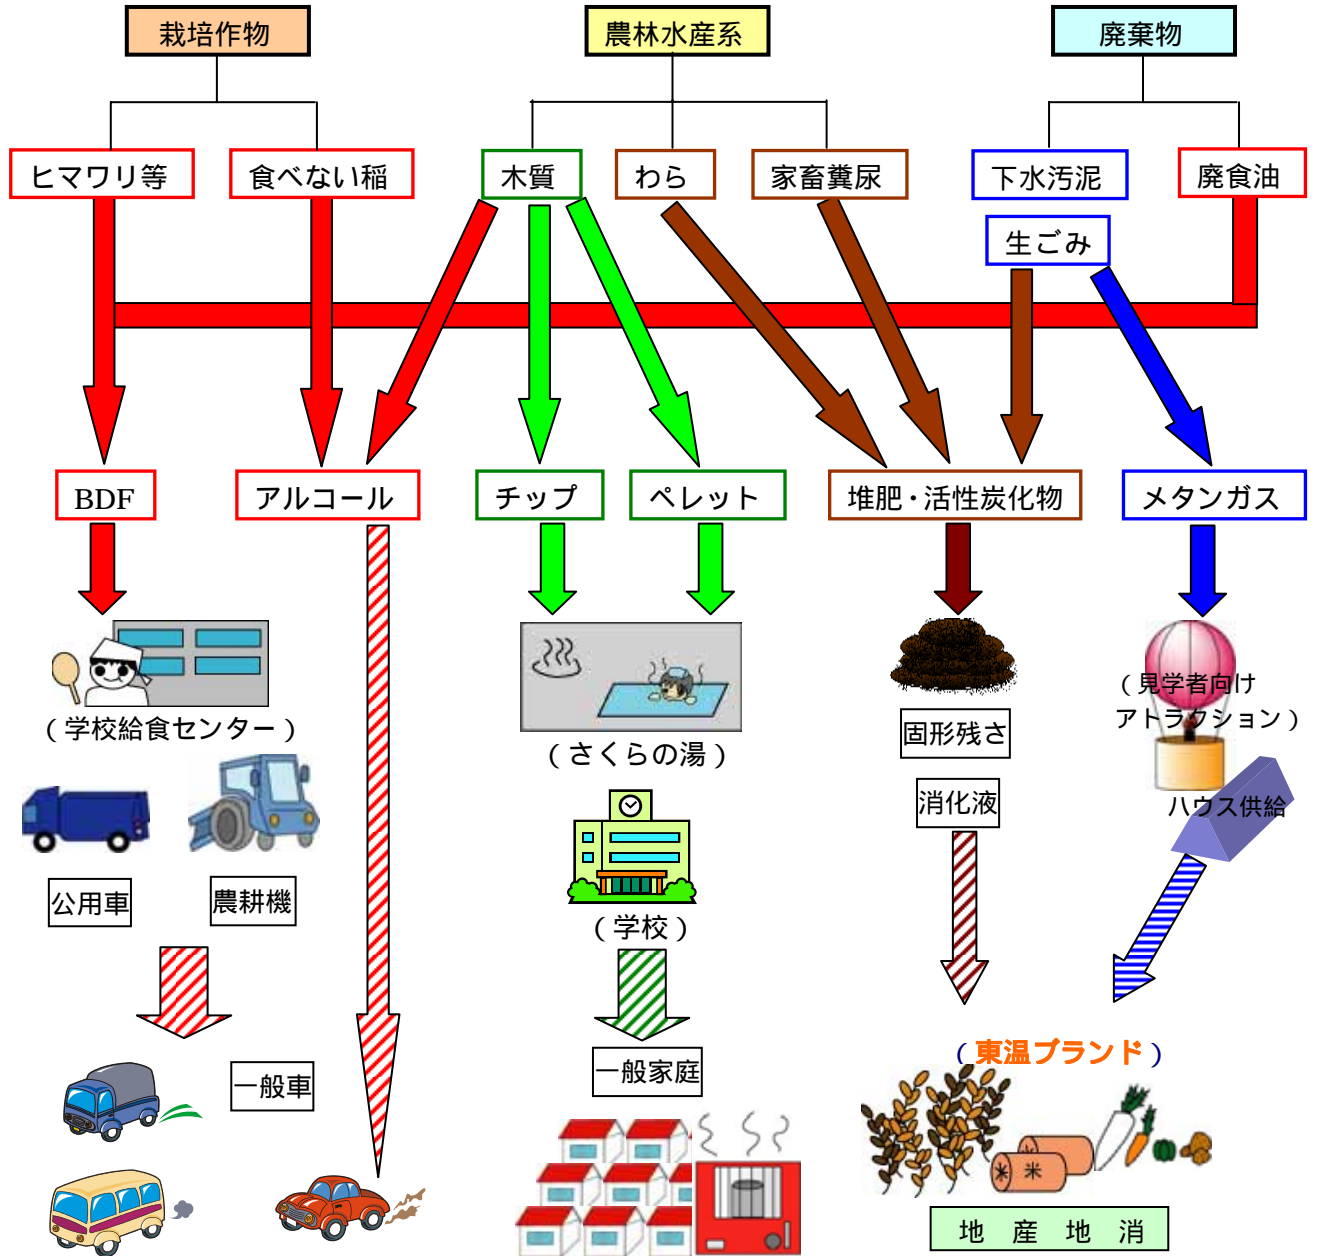 栽培作物
農林水産系
廃棄物
ヒマワリ等
食べない稲
木質
わら
家畜糞尿
下水汚泥
廃食油
生ごみ
BDF
アルコール
チップ
ペレット
堆肥・活性炭化物
メタンガス
(学校給食センター)
(さくらの湯)
固形残さ
(見学者向け
アトラクション)
消化液
ハウス供給
公用車
農耕機
(学校)
一般車
一般家庭
(東温ブランド)
米
地産地消